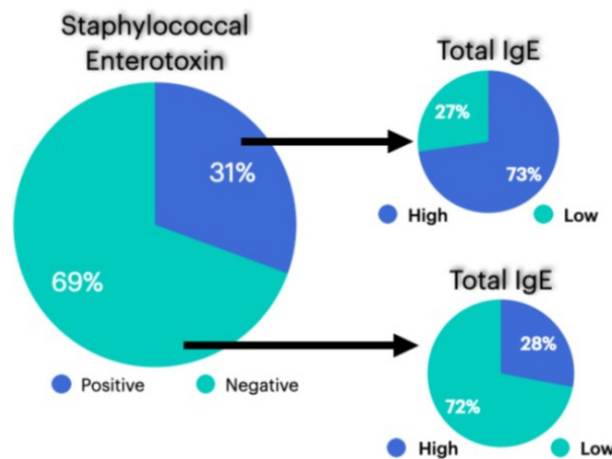 Staphylococcal
Enterotoxin
31%
69%
Positive Negative
Total IgE
27%
73%
High Low
Total IgE
28%
72%
High Low